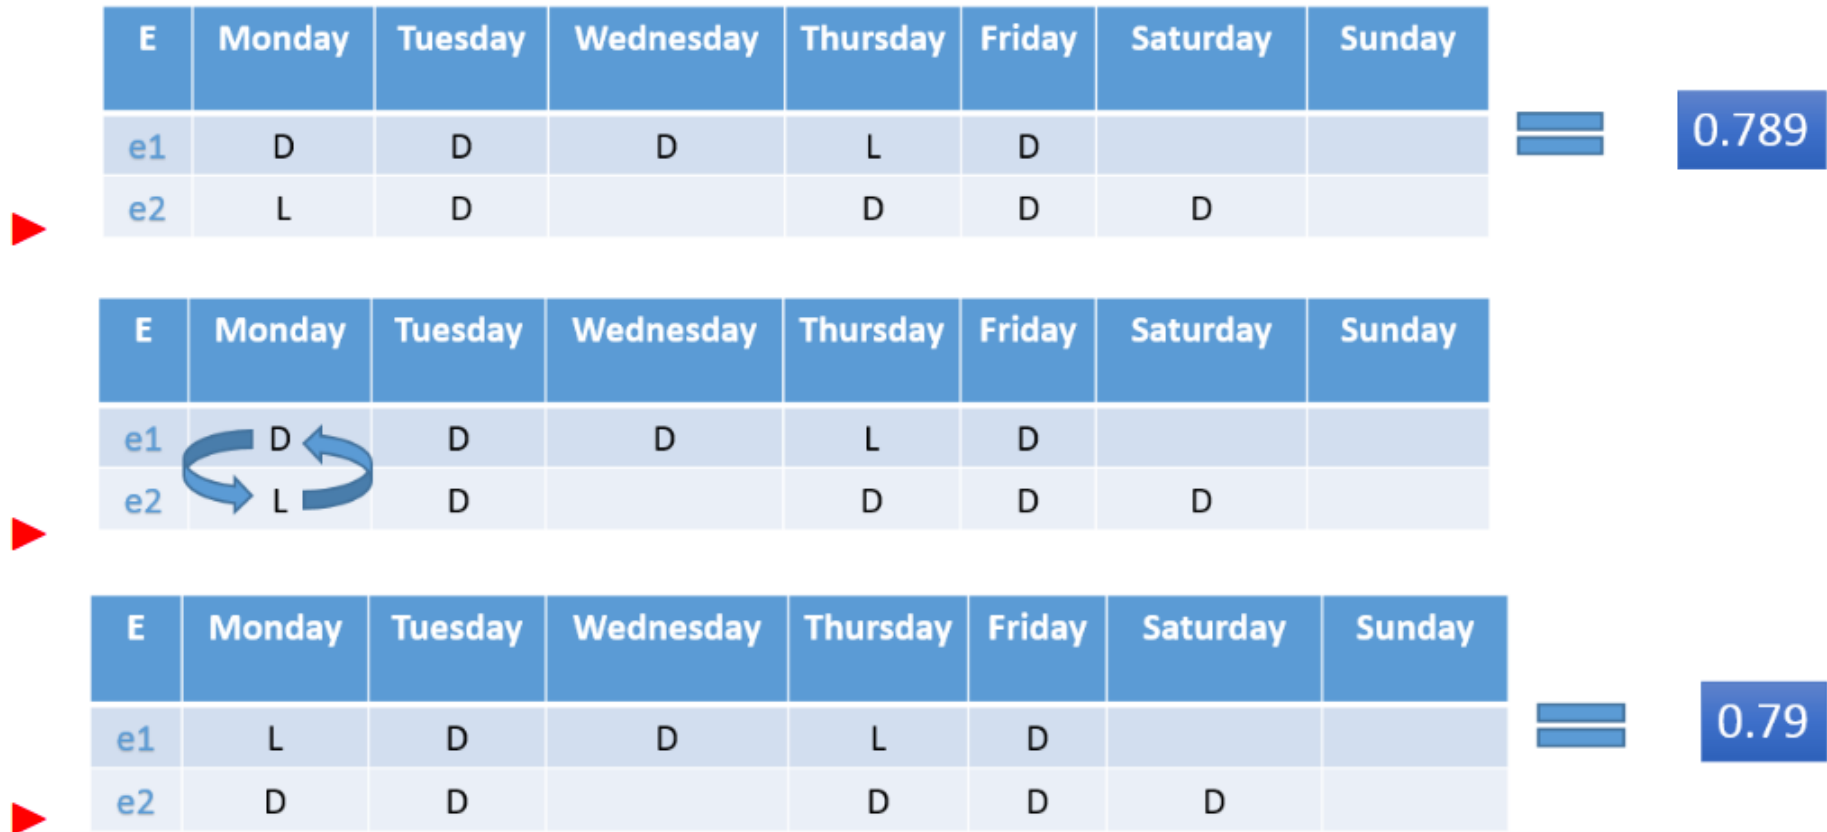 E Monday Tuesday Wednesday Thursday Friday Saturday Sunday
e1 D D D L D
0.789
e2 L D D D D
E Monday Tuesday Wednesday Thursday Friday Saturday Sunday
e1 D D D L D
e2 L D D D D
E Monday Tuesday Wednesday Thursday Friday Saturday Sunday
e1 L D D L D
0.79
e2 D D D D D